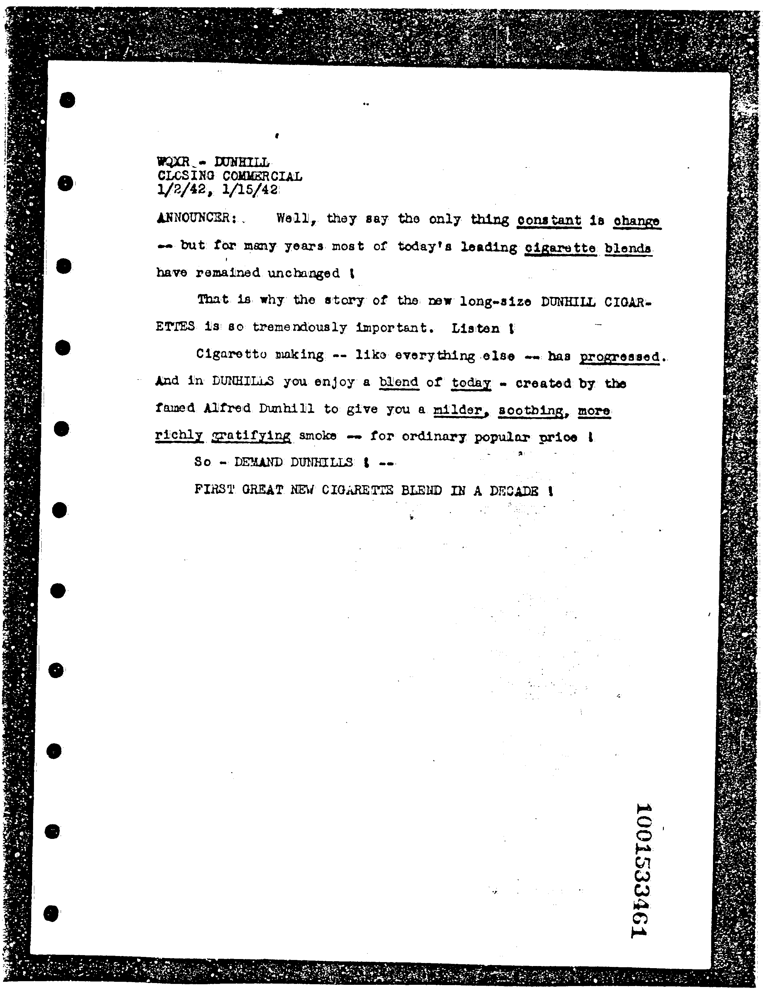 WQXR - DUNHILL
CLOSING COMMERCIAL
1/2/42, 1/15/42
ANNOUNCER: Well, they say the only thing constant is change
-- but for many years most of today's leading cigarette blends
have remained unchanged !
That is why the story of the new long-size DUNHILL CIGAR-
ETTES is so tremendously important. Listen !
Cigarette making -- like everything else -- has progressed.
And in DUNHILLS you enjoy a blend of today - created by the
famed Alfred Dunhill to give you a milder, soothing, more
richly gratifying smoke -- for ordinary popular price !
So - DEMAND DUNHILLS ! --
FIRST GREAT NEW CIGARETTE BLEND IN A DECADE !
1001533461